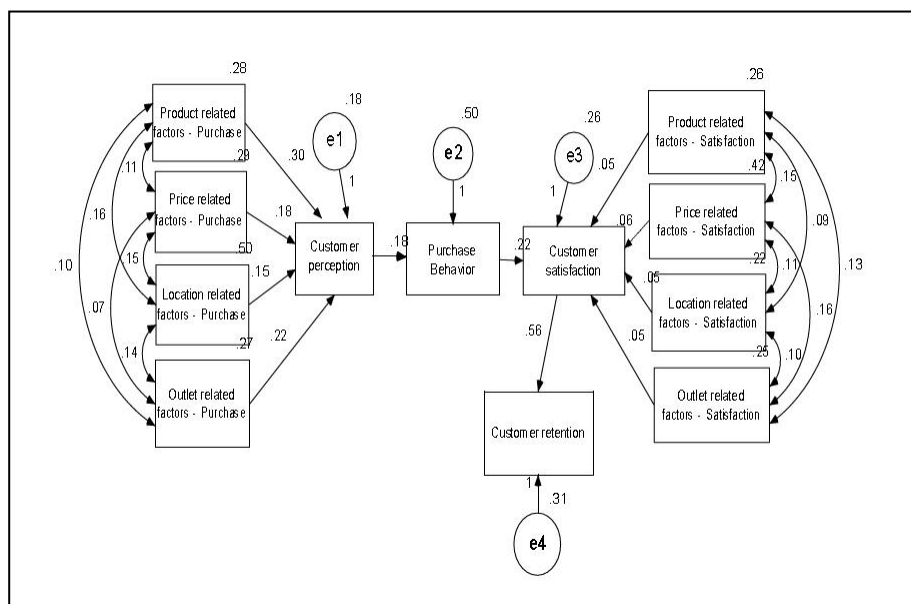 .28
Product related
factors - Purchase
.29
Price related
factors - Purchase
.50
Location related
factors - Purchase
.27
Outlet related
factors - Purchase
.11
.16
.15
.10
.07
.14
.30
.18
.15
.22
.18
e1
1
Customer
perception
.18
.50
e2
1
Purchase
Behavior
.22
.26
e3
1
Customer
satisfaction
.05
.06
.05
.05
.56
Customer retention
1
.31
e4
.26
Product related
factors - Satisfaction
.42
Price related
factors - Satisfaction
.22
Location related
factors - Satisfaction
.25
Outlet related
factors - Satisfaction
.15
.09
.11
.13
.16
.10